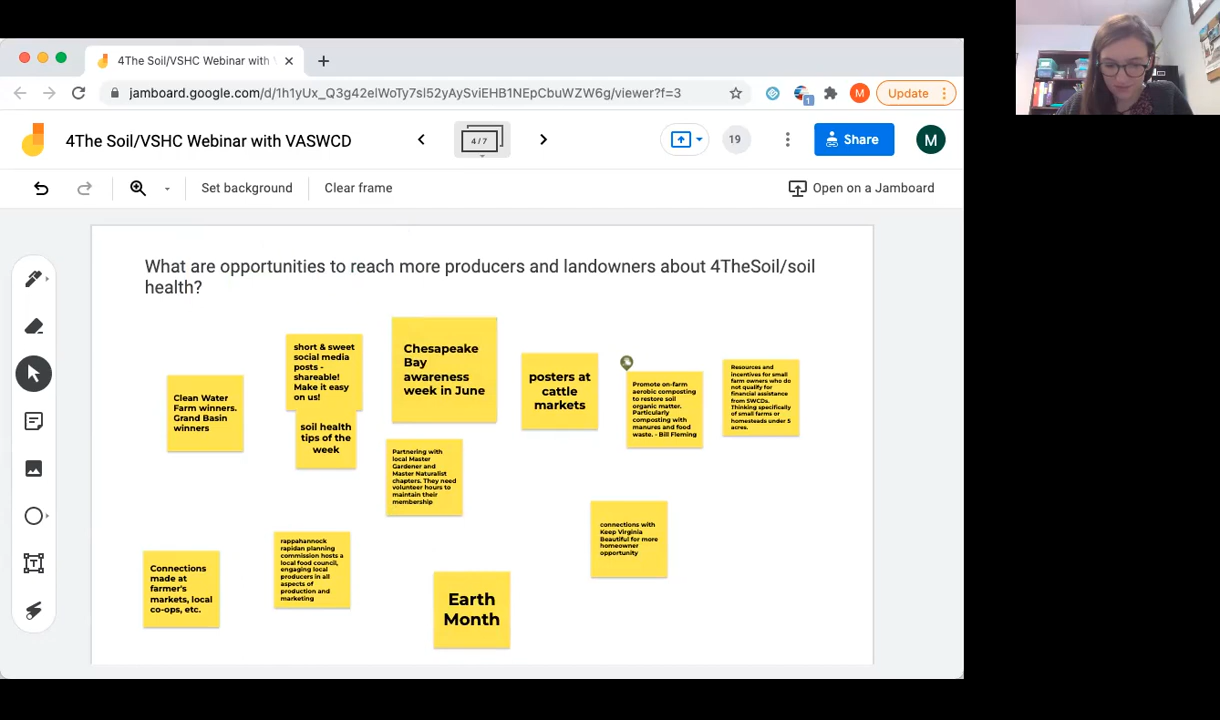 4The Soil/VSHC Webinar with
jamboard.google.com/d/1h1yUx_Q3g42elWoTy7sl52yAySviEHB1NEpCbuWZW6g/viewer?f=3
1
M
Update
4The Soil/VSHC Webinar with VASWCD
4 / 7
19
Share
M
Set background
Clear frame
Open on a Jamboard
What are opportunities to reach more producers and landowners about 4TheSoil/soil
health?
Clean Water
Farm winners.
Grand Basin
winners
short & sweet
social media
posts -
shareable!
Make it easy
on us!
soil health
tips of the
week
Chesapeake
Bay
awareness
week in June
Partnering with
local Master
Gardener and
Master Naturalist
chapters. They need
volunteer hours to
maintain their
membership
posters at
cattle
markets
Promote on-farm
aerobic composting
to restore soil
organic matter.
Particularly
composting with
manures and food
waste. - Bill Fleming
Resources and
incentives for small
farm owners who do
not qualify for
financial assistance
from SWCDs.
Thinking specifically
of small farms or
homesteads under 5
acres.
connections with
Keep Virginia
Beautiful for more
homeowner
opportunity
Connections
made at
farmer's
markets, local
co-ops, etc.
rappahannock
rapidan planning
commission hosts a
local food council,
engaging local
producers in all
aspects of
production and
marketing
Earth
Month